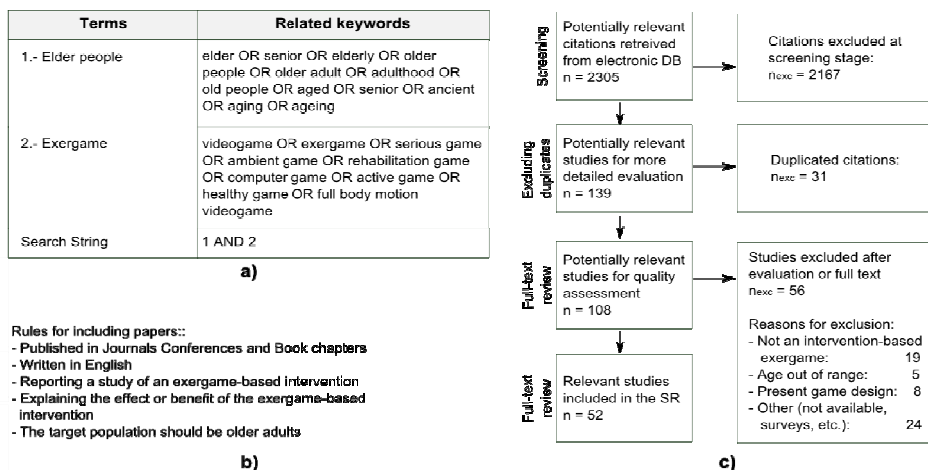 Terms Related keywords
1.- Elder people
elder OR senior OR elderly OR older
people OR older adult OR adulthood OR
old people OR aged OR senior OR ancient
OR aging OR ageing
2.- Exergame
videogame OR exergame OR serious game
OR ambient game OR rehabilitation game
OR computer game OR active game OR
healthy game OR full body motion
videogame
Search String 1 AND 2
a)
Rules for including papers::
- Published in Journals Conferences and Book chapters
- Written in English
- Reporting a study of an exergame-based intervention
- Explaining the effect or benefit of the exergame-based
intervention
- The target population should be older adults
b)
Screening
Potentially relevant
citations retreived
from electronic DB
n = 2305
Citations excluded at
screening stage:
nexc = 2167
Excluding
duplicates
Potentially relevant
studies for more
detailed evaluation
n = 139
Duplicated citations:
nexc = 31
Full-text
review
Potentially relevant
studies for quality
assessment
n = 108
Studies excluded after
evaluation or full text
nexc = 56
Reasons for exclusion:
- Not an intervention-based
exergame: 19
- Age out of range: 5
- Present game design: 8
- Other (not available,
surveys, etc.): 24
Full-text
review
Relevant studies
included in the SR
n = 52
c)